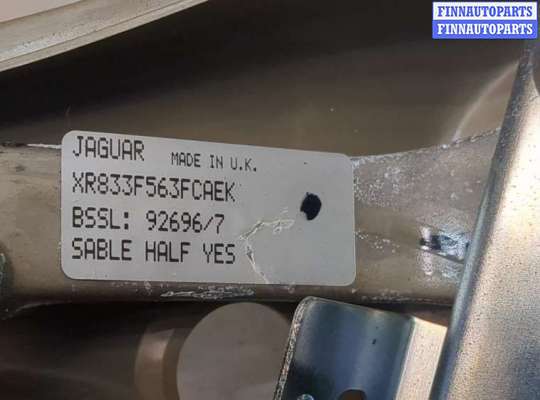 FINNAUTOPARTS
FINNAUTOPARTS
JAGUAR MADE IN U.K.
XR833F563FCAEK
BSSL: 92696/7
SABLE HALF YES